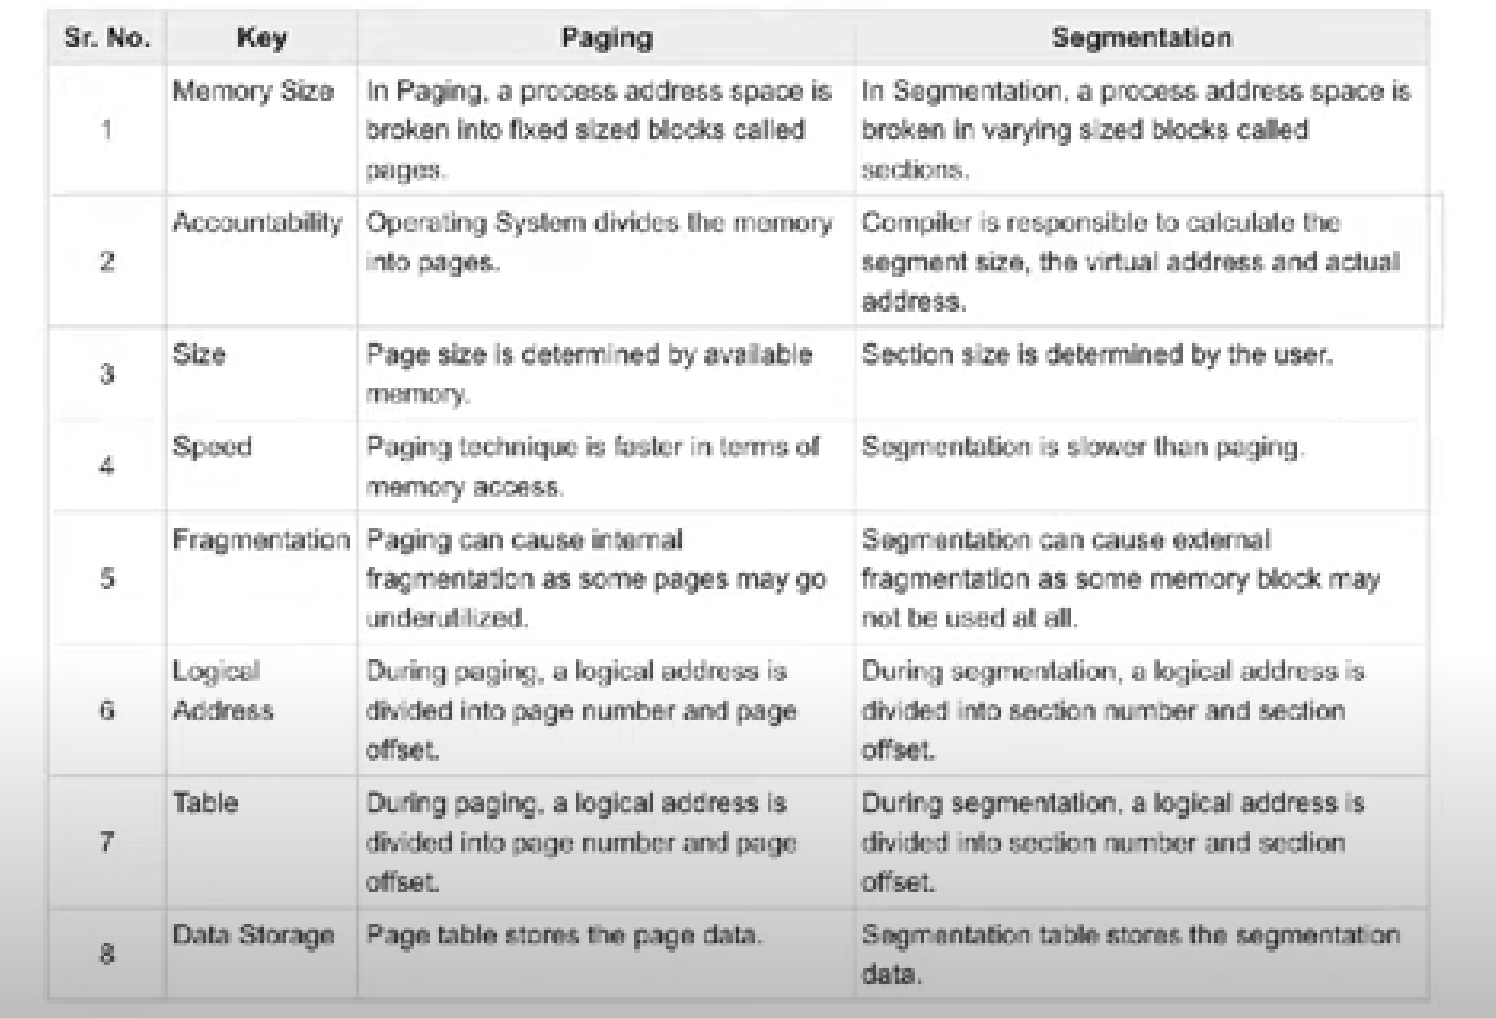 Sr. No. Key Paging Segmentation
1 Memory Size In Paging, a process address space is In Segmentation, a process address space is
broken into fixed sized blocks called broken in varying sized blocks called
pages. sections.
2 Accountability Operating System divides the memory Compiler is responsible to calculate the
into pages. segment size, the virtual address and actual
address.
3 Size Page size is determined by available Section size is determined by the user.
memory.
4 Speed Paging technique is faster in terms of Segmentation is slower than paging.
memory access.
5 Fragmentation Paging can cause internal Segmentation can cause external
fragmentation as some pages may go fragmentation as some memory block may
underutilized. not be used at all.
6 Logical During paging, a logical address is During segmentation, a logical address is
Address divided into page number and page divided into section number and section
offset. offset.
7 Table During paging, a logical address is During segmentation, a logical address is
divided into page number and page divided into section number and section
offset. offset.
8 Data Storage Page table stores the page data. Segmentation table stores the segmentation
data.